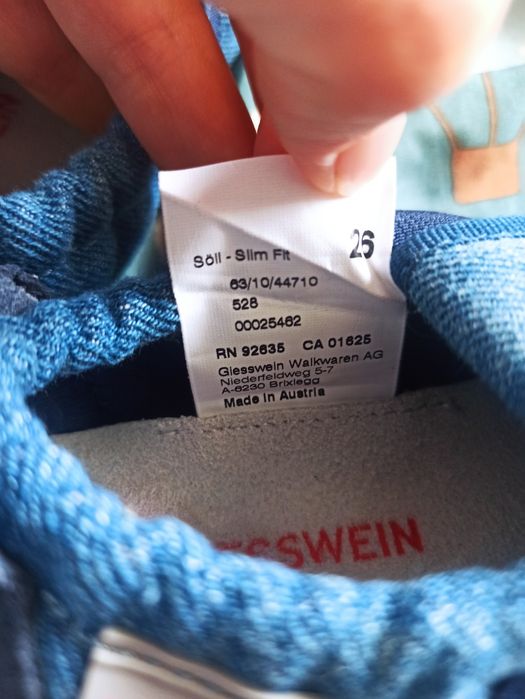 Söll - Slim Fit 26
63/10/44710
528
00025462
RN 92635 CA 01625
Giesswein Walkwaren AG
Niederfeldweg 5-7
A-6230 Brixlegg
Made in Austria
ESSWEIN